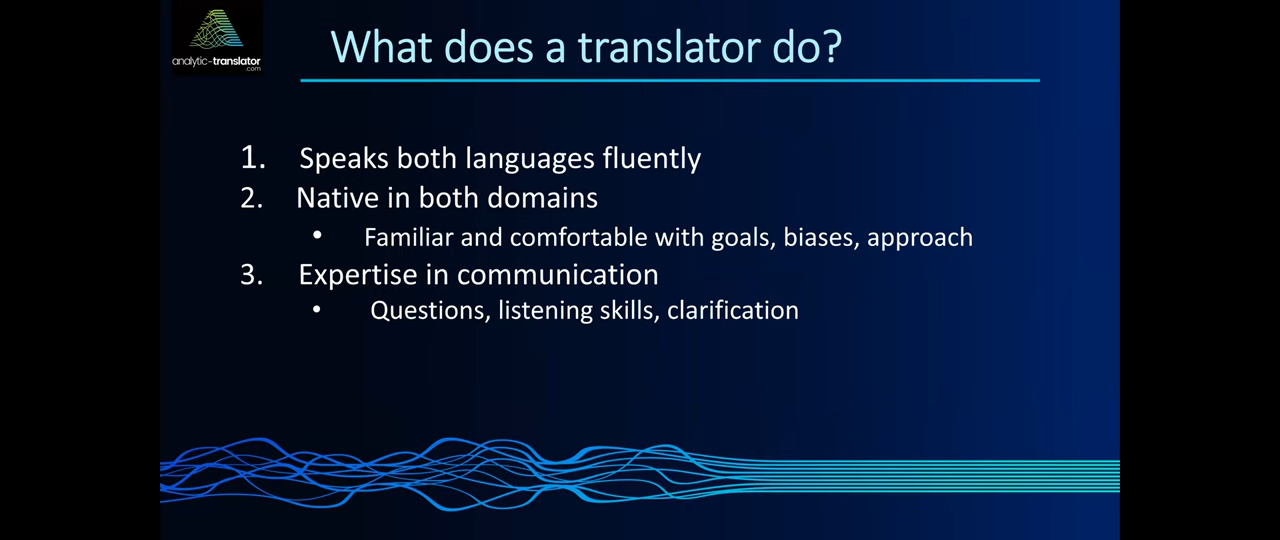 analytic-translator
.com
What does a translator do?
1. Speaks both languages fluently
2. Native in both domains
• Familiar and comfortable with goals, biases, approach
3. Expertise in communication
• Questions, listening skills, clarification